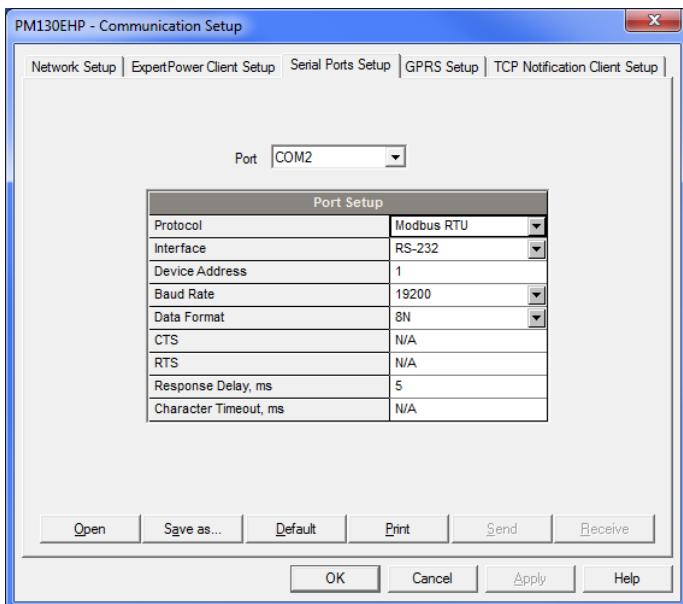 PM130EHP - Communication Setup
X
Network Setup ExpertPower Client Setup Serial Ports Setup GPRS Setup TCP Notification Client Setup
Port COM2
Port Setup
Protocol Modbus RTU
Interface RS-232
Device Address 1
Baud Rate 19200
Data Format 8N
CTS N/A
RTS N/A
Response Delay, ms 5
Character Timeout, ms N/A
Open Save as... Default Print Send Receive
OK Cancel Apply Help